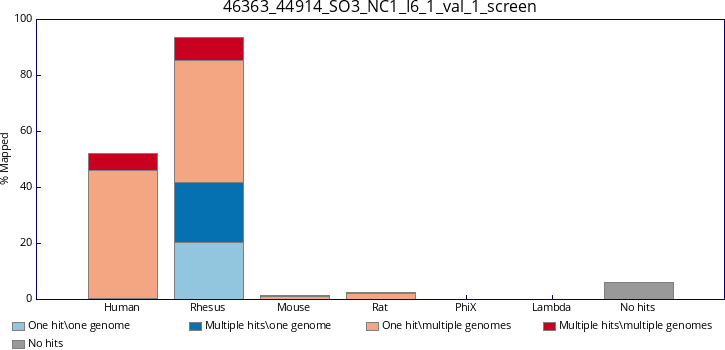 46363_44914_SO3_NC1_I6_1_val_1_screen
100
80
60
40
20
0
% Mapped
Human Rhesus Mouse Rat PhiX Lambda No hits
One hit\one genome Multiple hits\one genome One hit\multiple genomes Multiple hits\multiple genomes
No hits